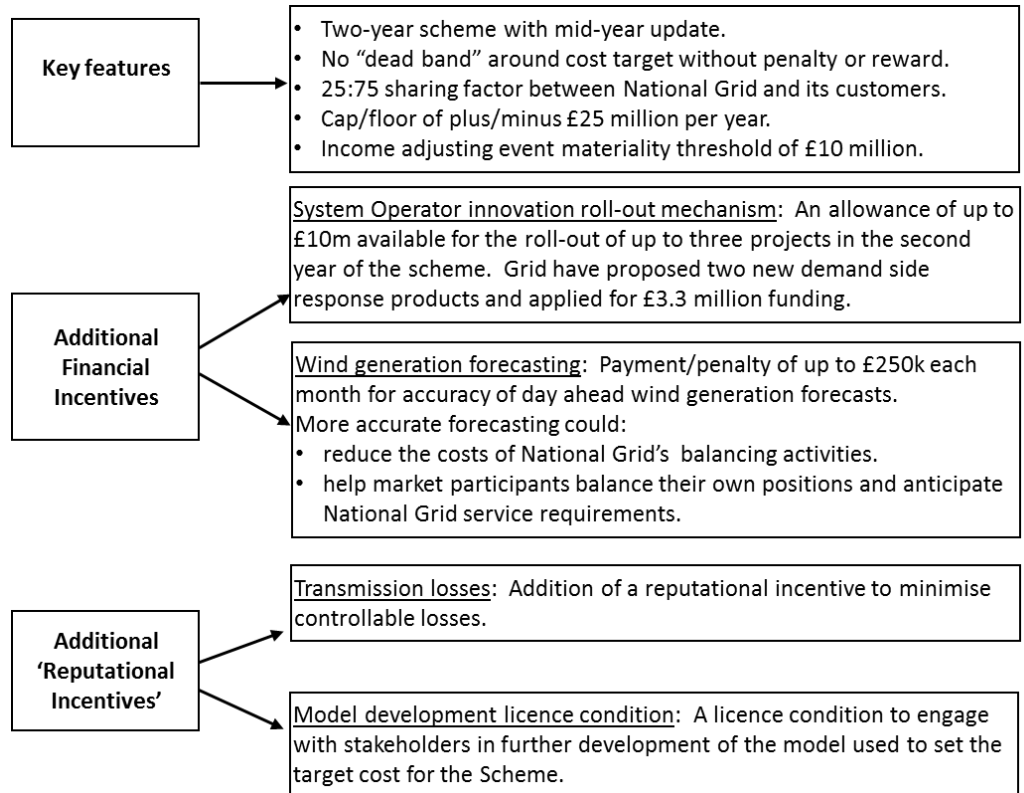 Key features
• Two-year scheme with mid-year update.
• No “dead band” around cost target without penalty or reward.
• 25:75 sharing factor between National Grid and its customers.
• Cap/floor of plus/minus £25 million per year.
• Income adjusting event materiality threshold of £10 million.
Additional
Financial
Incentives
System Operator innovation roll-out mechanism: An allowance of up to
£10m available for the roll-out of up to three projects in the second
year of the scheme. Grid have proposed two new demand side
response products and applied for £3.3 million funding.
Wind generation forecasting: Payment/penalty of up to £250k each
month for accuracy of day ahead wind generation forecasts.
More accurate forecasting could:
• reduce the costs of National Grid’s balancing activities.
• help market participants balance their own positions and anticipate
National Grid service requirements.
Additional
‘Reputational
Incentives’
Transmission losses: Addition of a reputational incentive to minimise
controllable losses.
Model development licence condition: A licence condition to engage
with stakeholders in further development of the model used to set the
target cost for the Scheme.